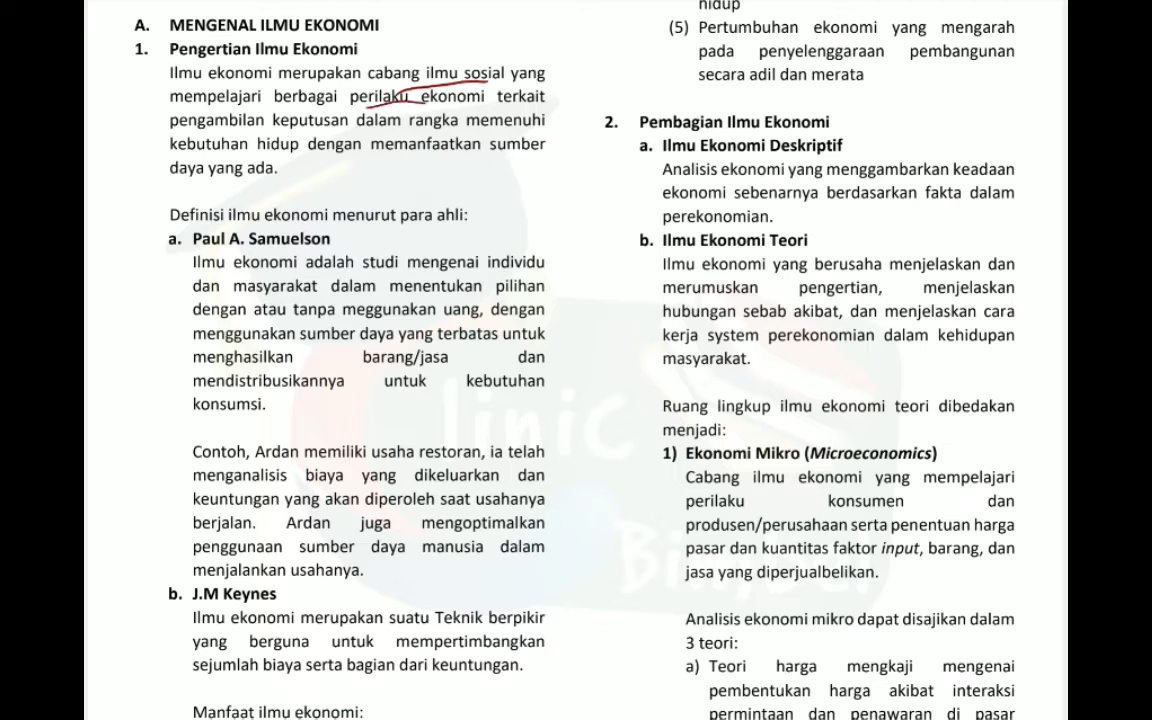 A. MENGENAL ILMU EKONOMI
1. Pengertian Ilmu Ekonomi
Ilmu ekonomi merupakan cabang ilmu sosial yang
mempelajari berbagai perilaku ekonomi terkait
pengambilan keputusan dalam rangka memenuhi
kebutuhan hidup dengan memanfaatkan sumber
daya yang ada.
Definisi ilmu ekonomi menurut para ahli:
a. Paul A. Samuelson
Ilmu ekonomi adalah studi mengenai individu
dan masyarakat dalam menentukan pilihan
dengan atau tanpa meggunakan uang, dengan
menggunakan sumber daya yang terbatas untuk
menghasilkan barang/jasa dan
mendistribusikannya untuk kebutuhan
konsumsi.
Contoh, Ardan memiliki usaha restoran, ia telah
menganalisis biaya yang dikeluarkan dan
keuntungan yang akan diperoleh saat usahanya
berjalan. Ardan juga mengoptimalkan
penggunaan sumber daya manusia dalam
menjalankan usahanya.
b. J.M Keynes
Ilmu ekonomi merupakan suatu Teknik berpikir
yang berguna untuk mempertimbangkan
sejumlah biaya serta bagian dari keuntungan.
Manfaat ilmu ekonomi:
hidup
(5) Pertumbuhan ekonomi yang mengarah
pada penyelenggaraan pembangunan
secara adil dan merata
2. Pembagian Ilmu Ekonomi
a. Ilmu Ekonomi Deskriptif
Analisis ekonomi yang menggambarkan keadaan
ekonomi sebenarnya berdasarkan fakta dalam
perekonomian.
b. Ilmu Ekonomi Teori
Ilmu ekonomi yang berusaha menjelaskan dan
merumuskan pengertian, menjelaskan
hubungan sebab akibat, dan menjelaskan cara
kerja system perekonomian dalam kehidupan
masyarakat.
Ruang lingkup ilmu ekonomi teori dibedakan
menjadi:
1) Ekonomi Mikro (Microeconomics)
Cabang ilmu ekonomi yang mempelajari
perilaku konsumen dan
produsen/perusahaan serta penentuan harga
pasar dan kuantitas faktor input, barang, dan
jasa yang diperjualbelikan.
Analisis ekonomi mikro dapat disajikan dalam
3 teori:
a) Teori harga mengkaji mengenai
pembentukan harga akibat interaksi
permintaan dan penawaran di pasar